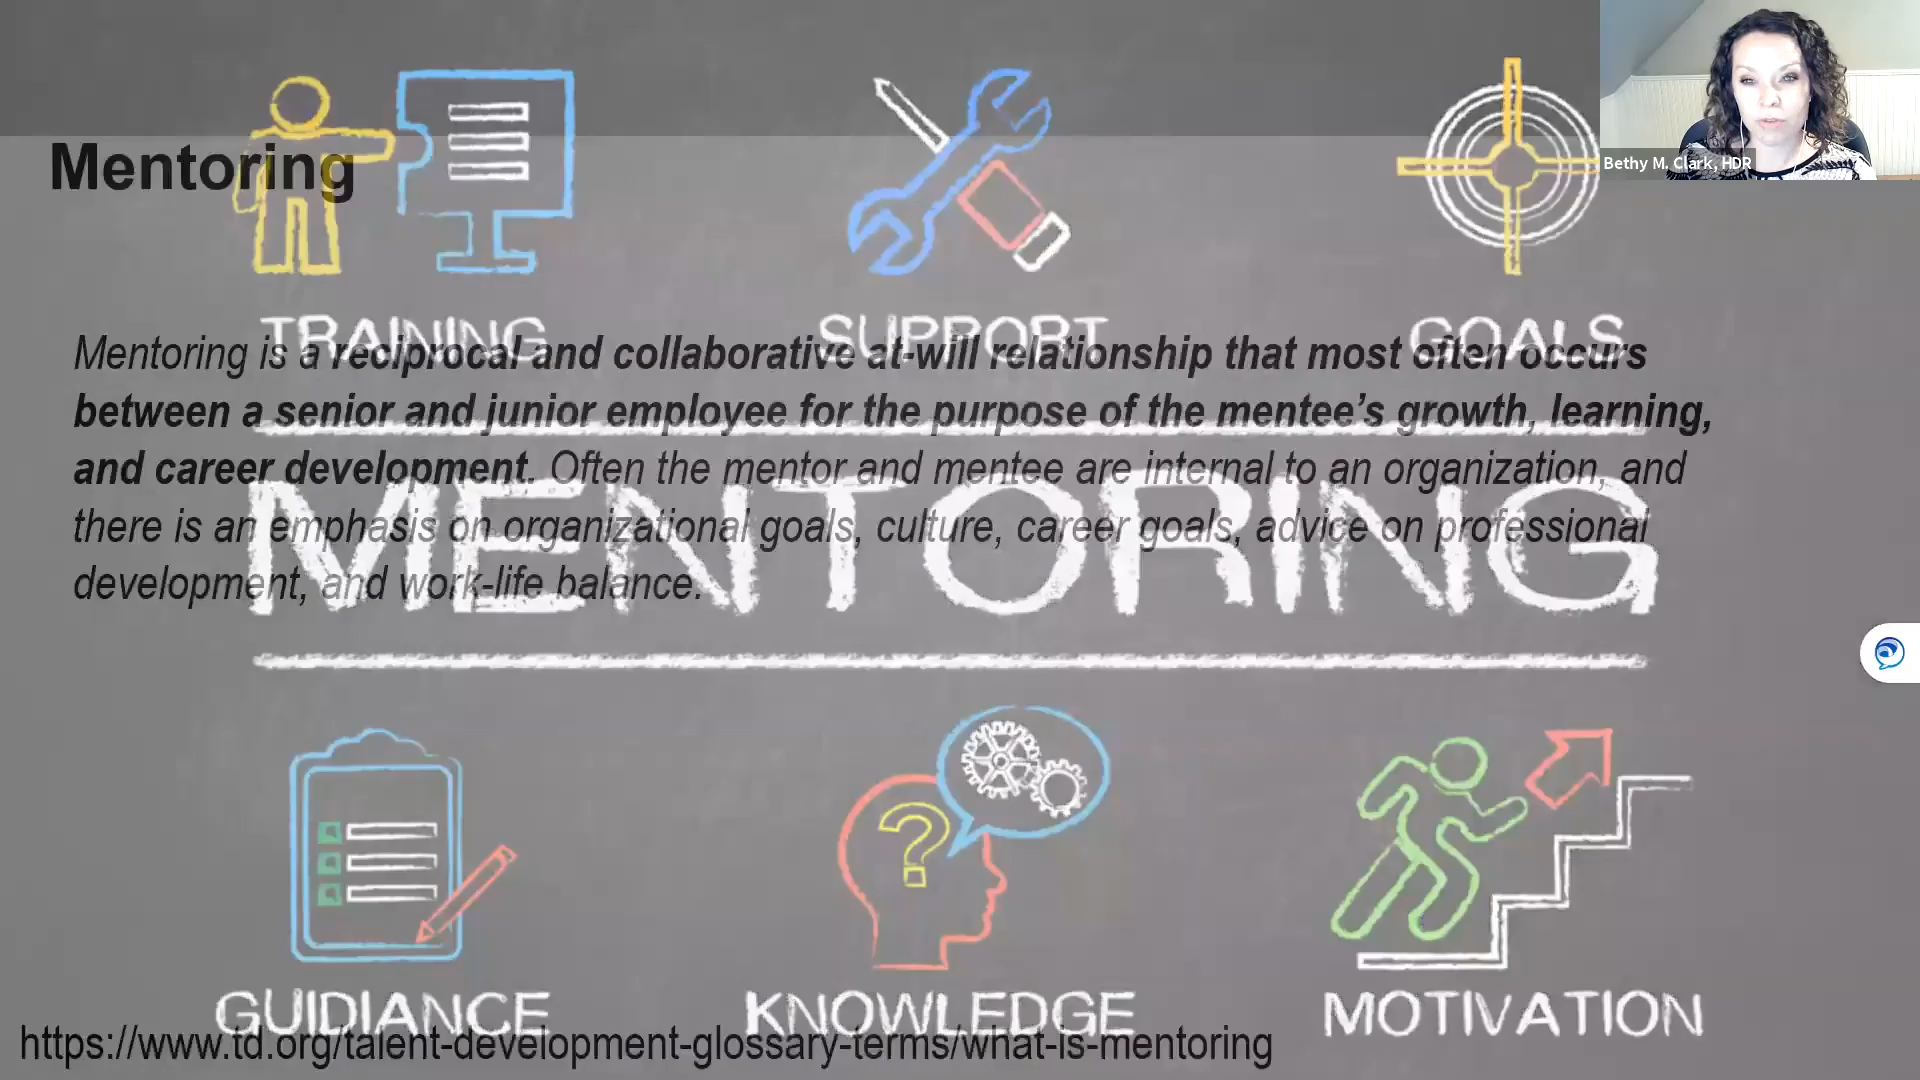 Bethy M. Clark, HDR
Mentoring
TRAINING
SUPPORT
GOALS
Mentoring is a reciprocal and collaborative at-will relationship that most often occurs
between a senior and junior employee for the purpose of the mentee’s growth, learning,
and career development. Often the mentor and mentee are internal to an organization, and
there is an emphasis on organizational goals, culture, career goals, advice on professional
development, and work-life balance.
MENTORING
?
GUIDIANCE
KNOWLEDGE
MOTIVATION
https://www.td.org/talent-development-glossary-terms/what-is-mentoring